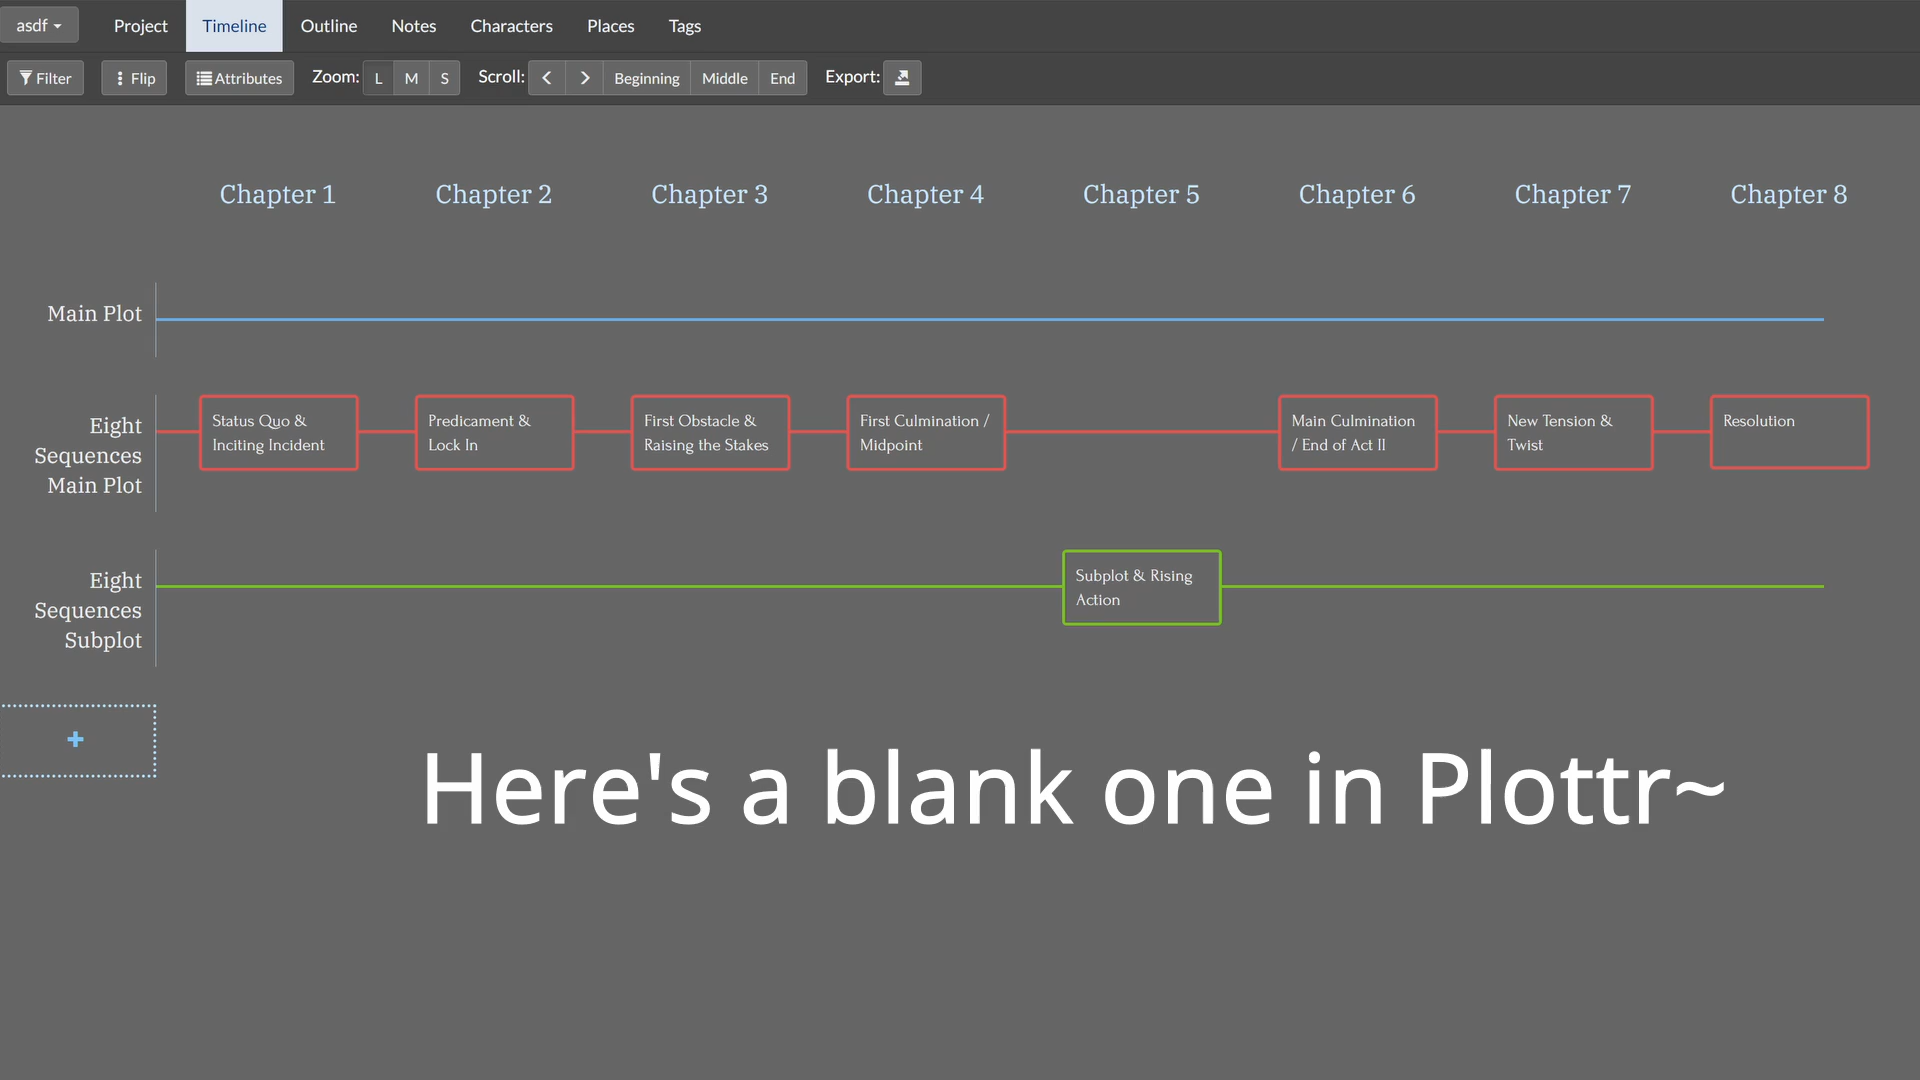 asdf
Project
Timeline
Outline
Notes
Characters
Places
Tags
Filter
Flip
Attributes
Zoom:
L
M
S
Scroll:
Beginning
Middle
End
Export:
Chapter 1
Chapter 2
Chapter 3
Chapter 4
Chapter 5
Chapter 6
Chapter 7
Chapter 8
Main Plot
Eight
Sequences
Main Plot
Status Quo &
Inciting Incident
Predicament &
Lock In
First Obstacle &
Raising the Stakes
First Culmination /
Midpoint
Main Culmination
/ End of Act II
New Tension &
Twist
Resolution
Eight
Sequences
Subplot
Subplot & Rising
Action
Here's a blank one in Plottr~